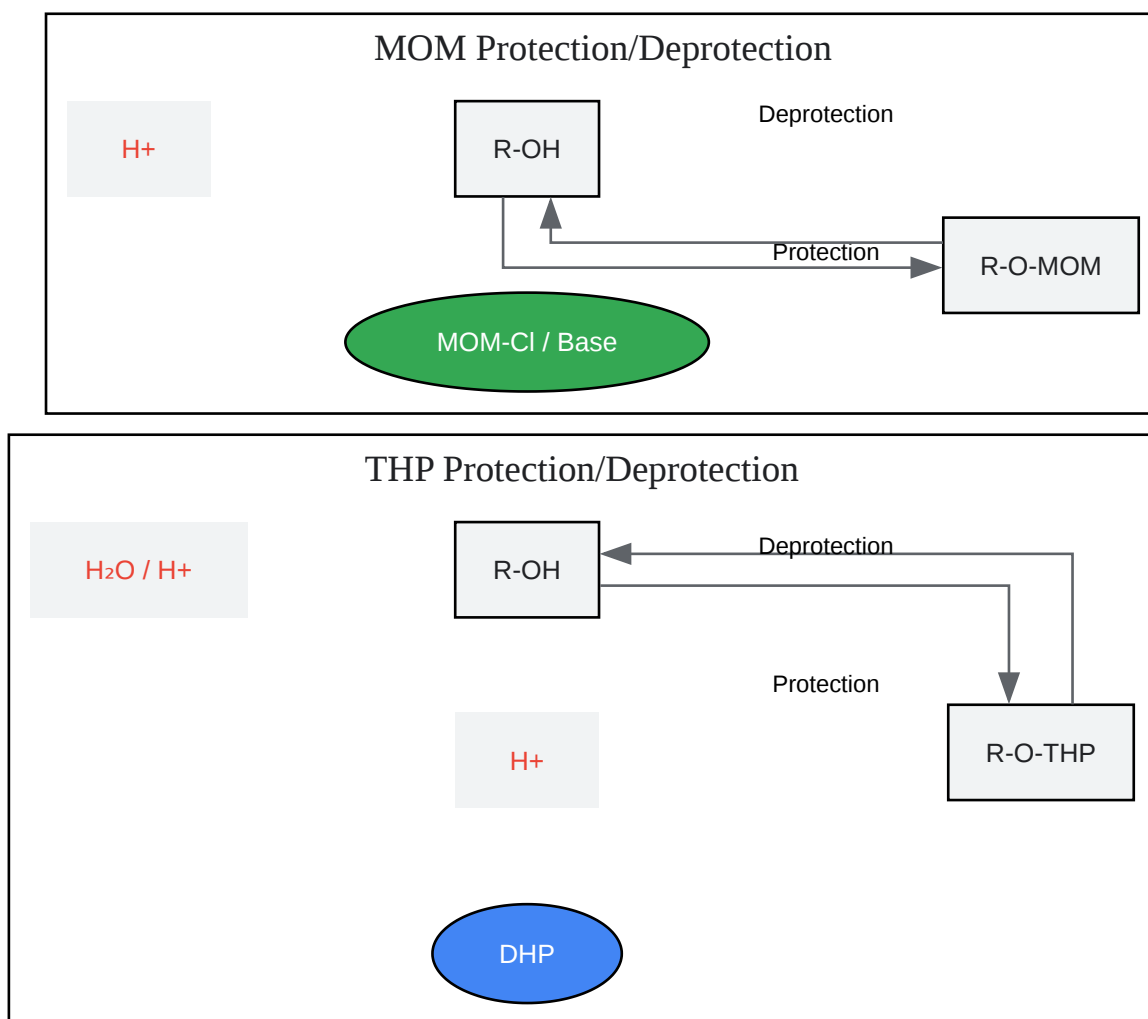 MOM Protection/Deprotection
H+
R-OH
Deprotection
Protection
R-O-MOM
MOM-Cl / Base
THP Protection/Deprotection
H₂O / H+
R-OH
Deprotection
Protection
H+
R-O-THP
DHP